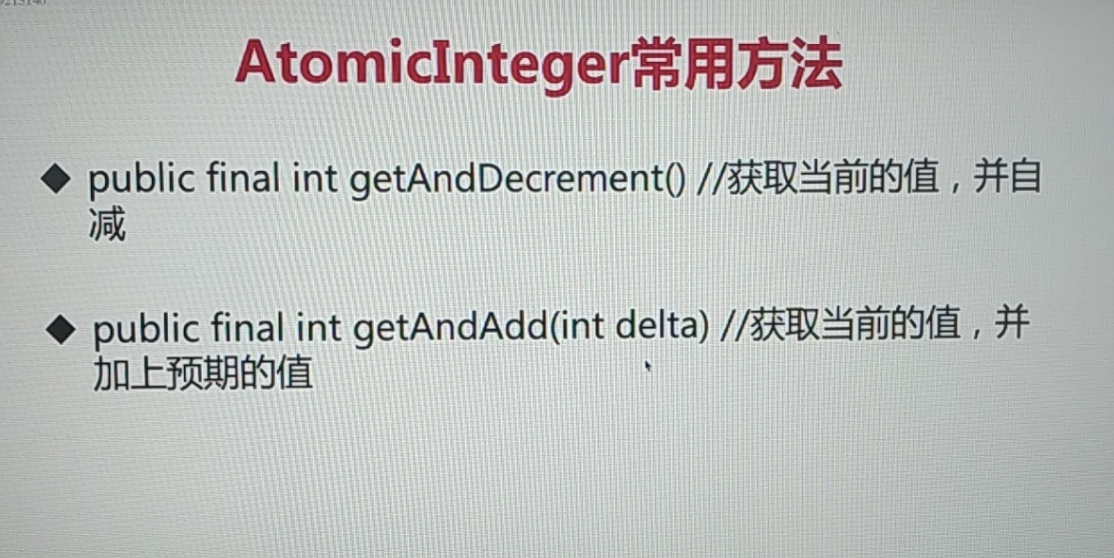 AtomicInteger常用方法
◆ public final int getAndDecrement() //获取当前的值，并自
减
◆ public final int getAndAdd(int delta) //获取当前的值，并
加上预期的值